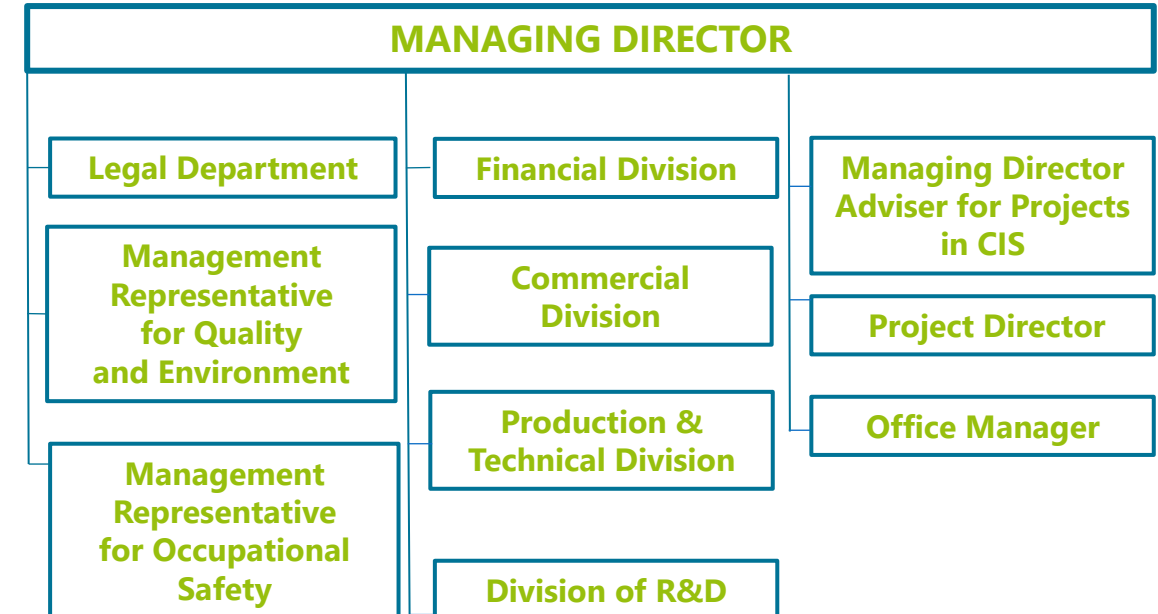 MANAGING DIRECTOR
Legal Department
Management
Representative
for Quality
and Environment
Management
Representative
for Occupational
Safety
Financial Division
Commercial
Division
Production &
Technical Division
Division of R&D
Managing Director
Adviser for Projects
in CIS
Project Director
Office Manager